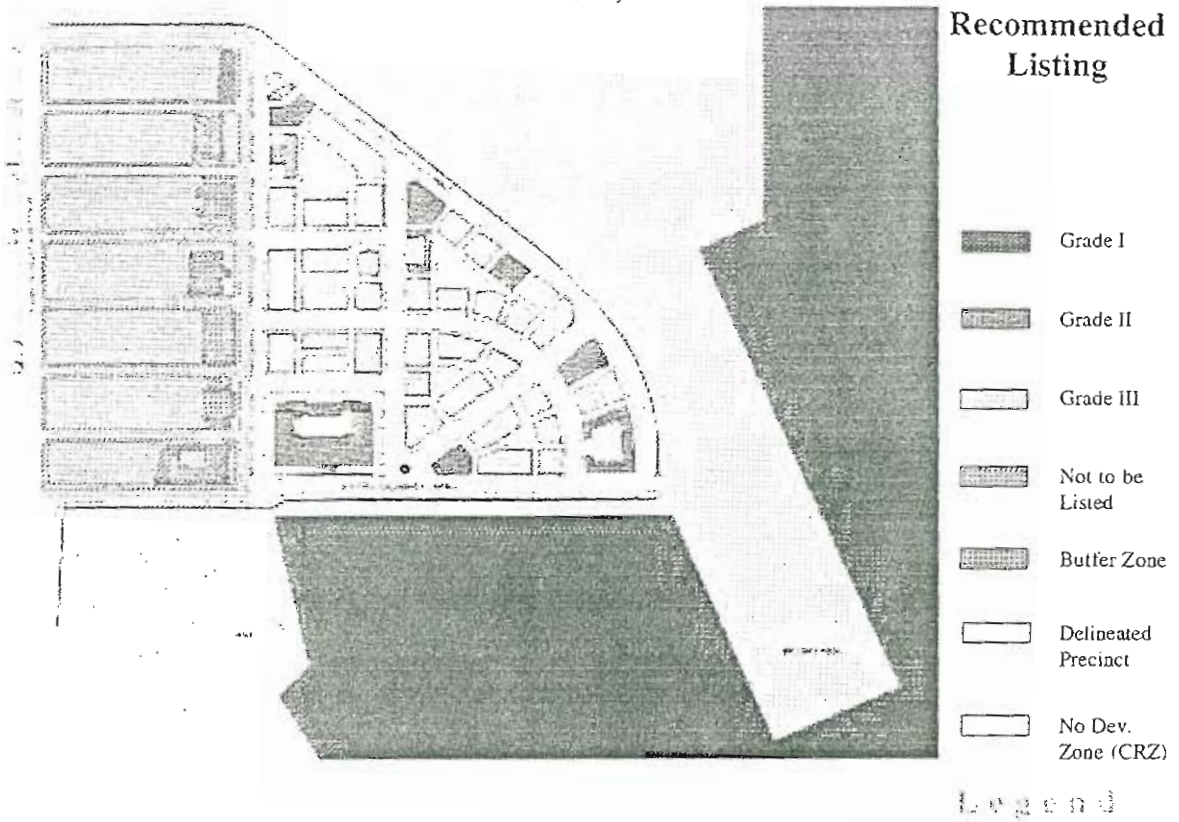 Recommended
Listing
Grade I
Grade II
Grade III
Not to be
Listed
Buffer Zone
Delineated
Precinct
No Dev.
Zone (CRZ)
Legend